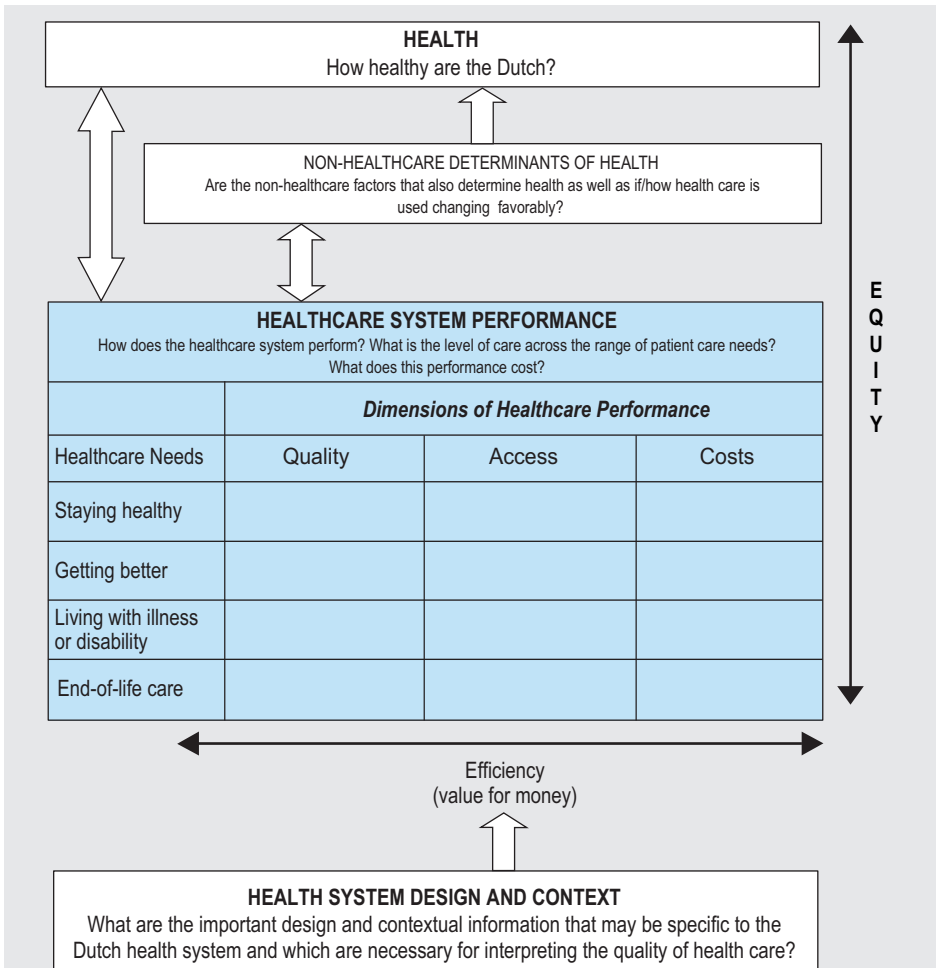 HEALTH
How healthy are the Dutch?
NON-HEALTHCARE DETERMINANTS OF HEALTH
Are the non-healthcare factors that also determine health as well as if/how health care is
used changing favorably?
HEALTHCARE SYSTEM PERFORMANCE
How does the healthcare system perform? What is the level of care across the range of patient care needs?
What does this performance cost?
Dimensions of Healthcare Performance
Healthcare Needs Quality Access Costs
Staying healthy
Getting better
Living with illness
or disability
End-of-life care
E
Q
U
I
T
Y
Efficiency
(value for money)
HEALTH SYSTEM DESIGN AND CONTEXT
What are the important design and contextual information that may be specific to the
Dutch health system and which are necessary for interpreting the quality of health care?